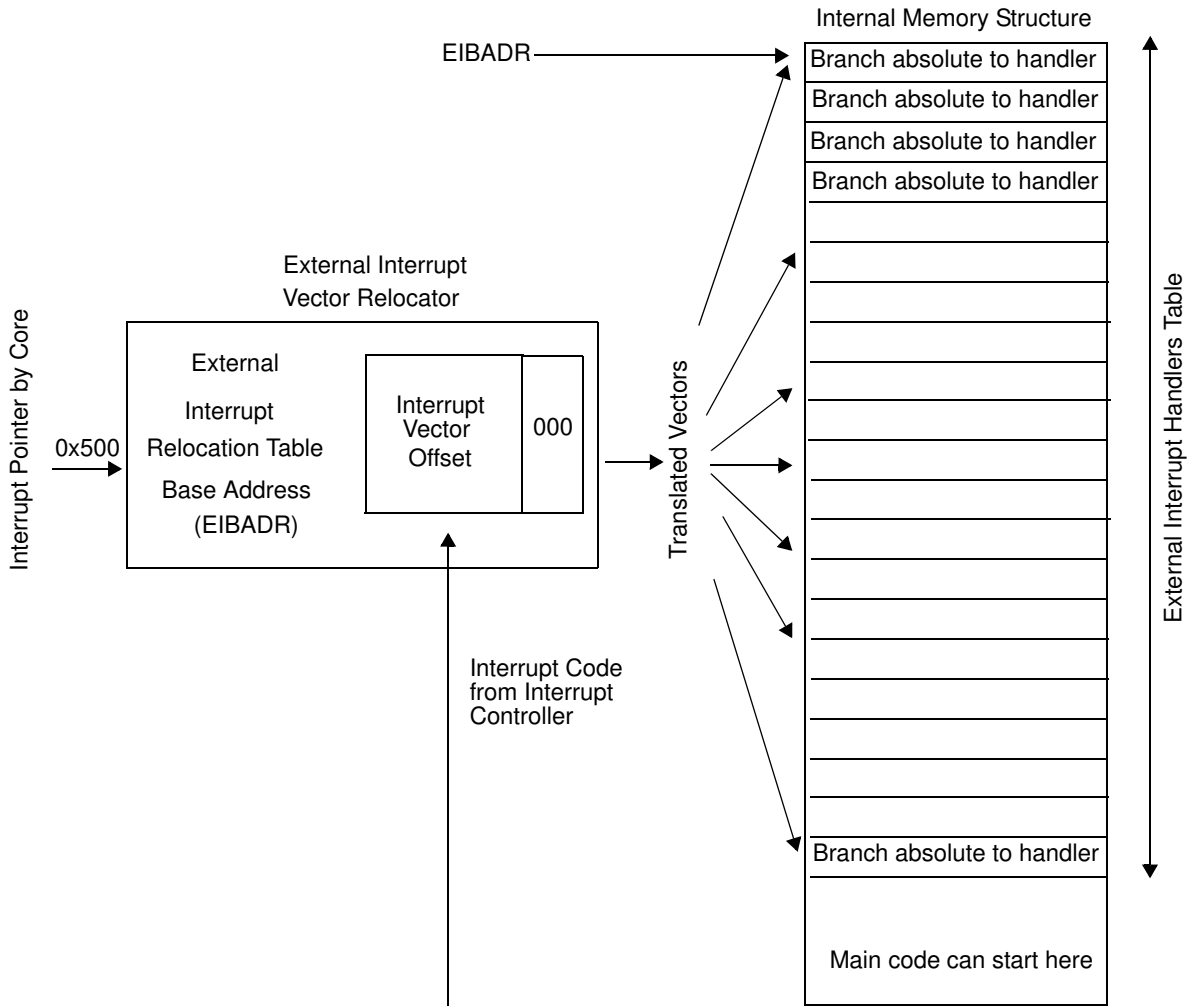 Internal Memory Structure
EIBADR
Branch absolute to handler
Branch absolute to handler
Branch absolute to handler
Branch absolute to handler
External Interrupt
Vector Relocator
Interrupt Pointer by Core
0x500
External
Interrupt
Relocation Table
Base Address
(EIBADR)
Interrupt
Vector
Offset
000
Translated Vectors
External Interrupt Handlers Table
Interrupt Code
from Interrupt
Controller
Branch absolute to handler
Main code can start here